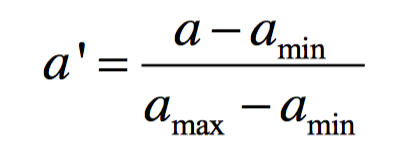 a' = (a − a_min) / (a_max − a_min)